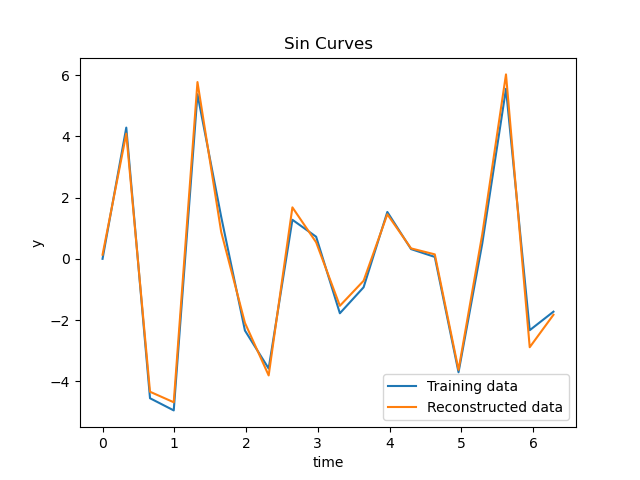 Sin Curves
6
4
2
0
−2
−4
y
0 1 2 3 4 5 6
time
Training data
Reconstructed data